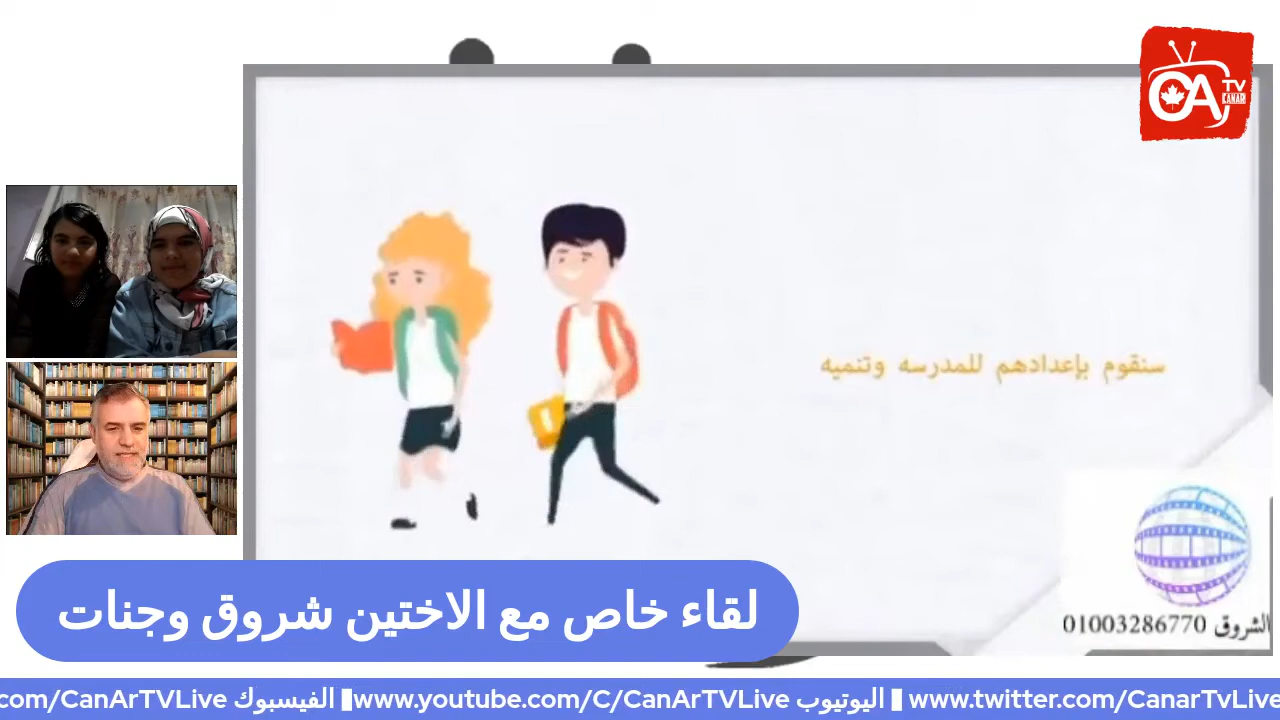 CA TV
CANAR
سنقوم بإعدادهم للمدرسه وتنميه
الشروق 01003286770
لقاء خاص مع الاختين شروق وجنات
com/CanArTVLive الفيسبوك www.youtube.com/C/CanArTVLive اليوتيوب www.twitter.com/CanarTvLive